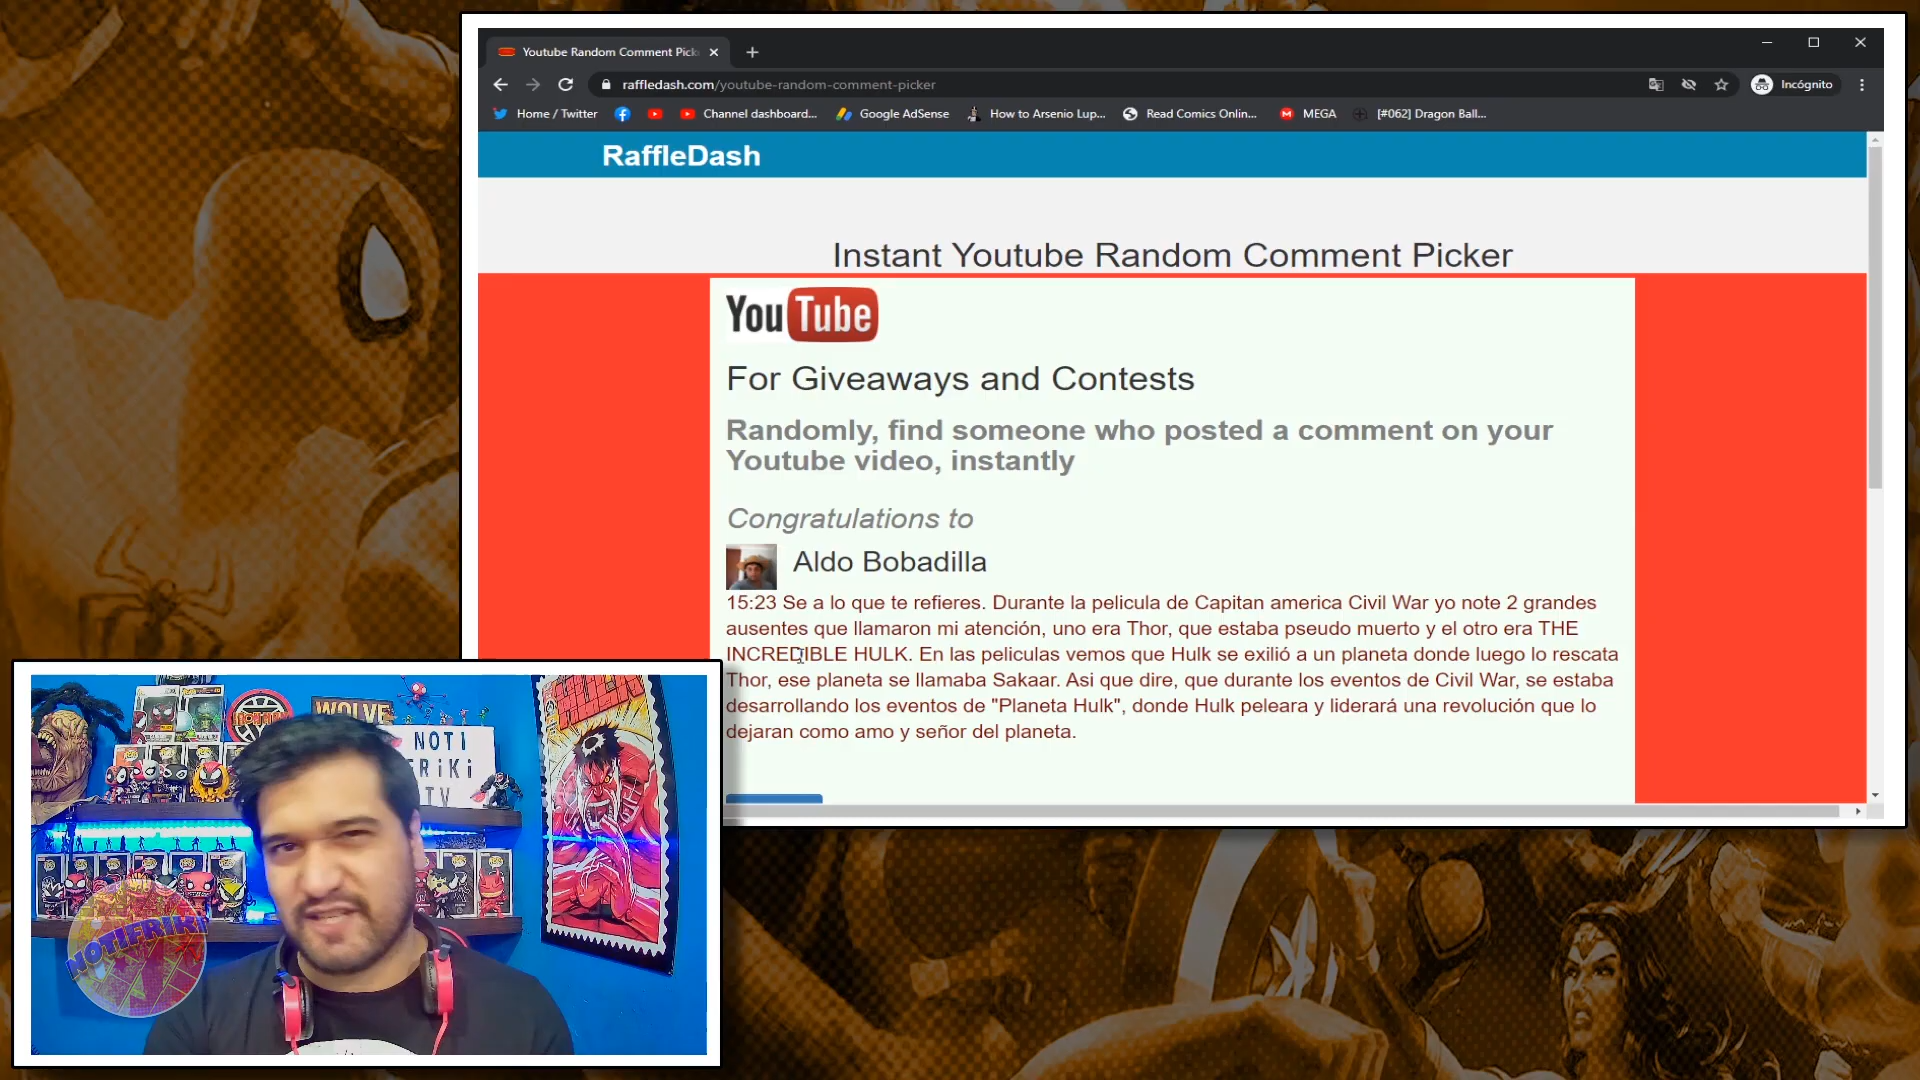 Youtube Random Comment Pick
raffledash.com/youtube-random-comment-picker
Incógnito
Home / Twitter
Channel dashboard...
Google AdSense
How to Arsenio Lup...
Read Comics Onlin...
MEGA
[#062] Dragon Ball...
RaffleDash
Instant Youtube Random Comment Picker
YouTube
For Giveaways and Contests
Randomly, find someone who posted a comment on your
Youtube video, instantly
Congratulations to
Aldo Bobadilla
15:23 Se a lo que te refieres. Durante la pelicula de Capitan america Civil War yo note 2 grandes
ausentes que llamaron mi atención, uno era Thor, que estaba pseudo muerto y el otro era THE
INCREDIBLE HULK. En las peliculas vemos que Hulk se exilió a un planeta donde luego lo rescata
Thor, ese planeta se llamaba Sakaar. Asi que dire, que durante los eventos de Civil War, se estaba
desarrollando los eventos de "Planeta Hulk", donde Hulk peleara y liderará una revolución que lo
dejaran como amo y señor del planeta.
WOLVE
NOTI
FRiKi
TV
NOTIFRIKI